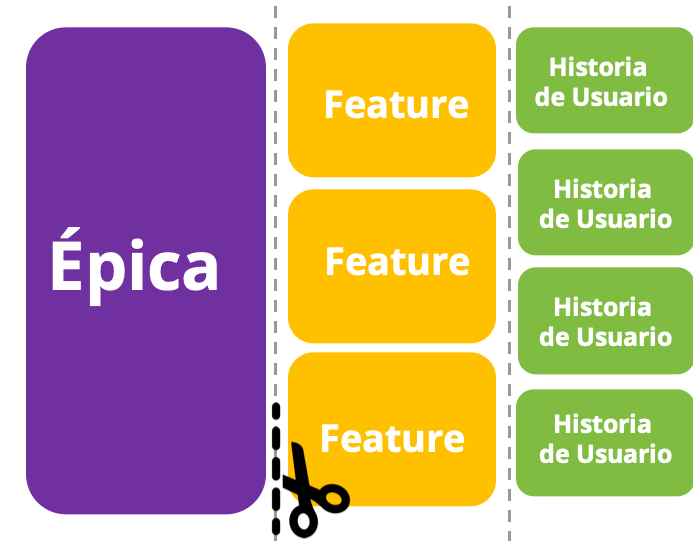 Épica
Feature
Feature
Feature
Historia
de Usuario
Historia
de Usuario
Historia
de Usuario
Historia
de Usuario